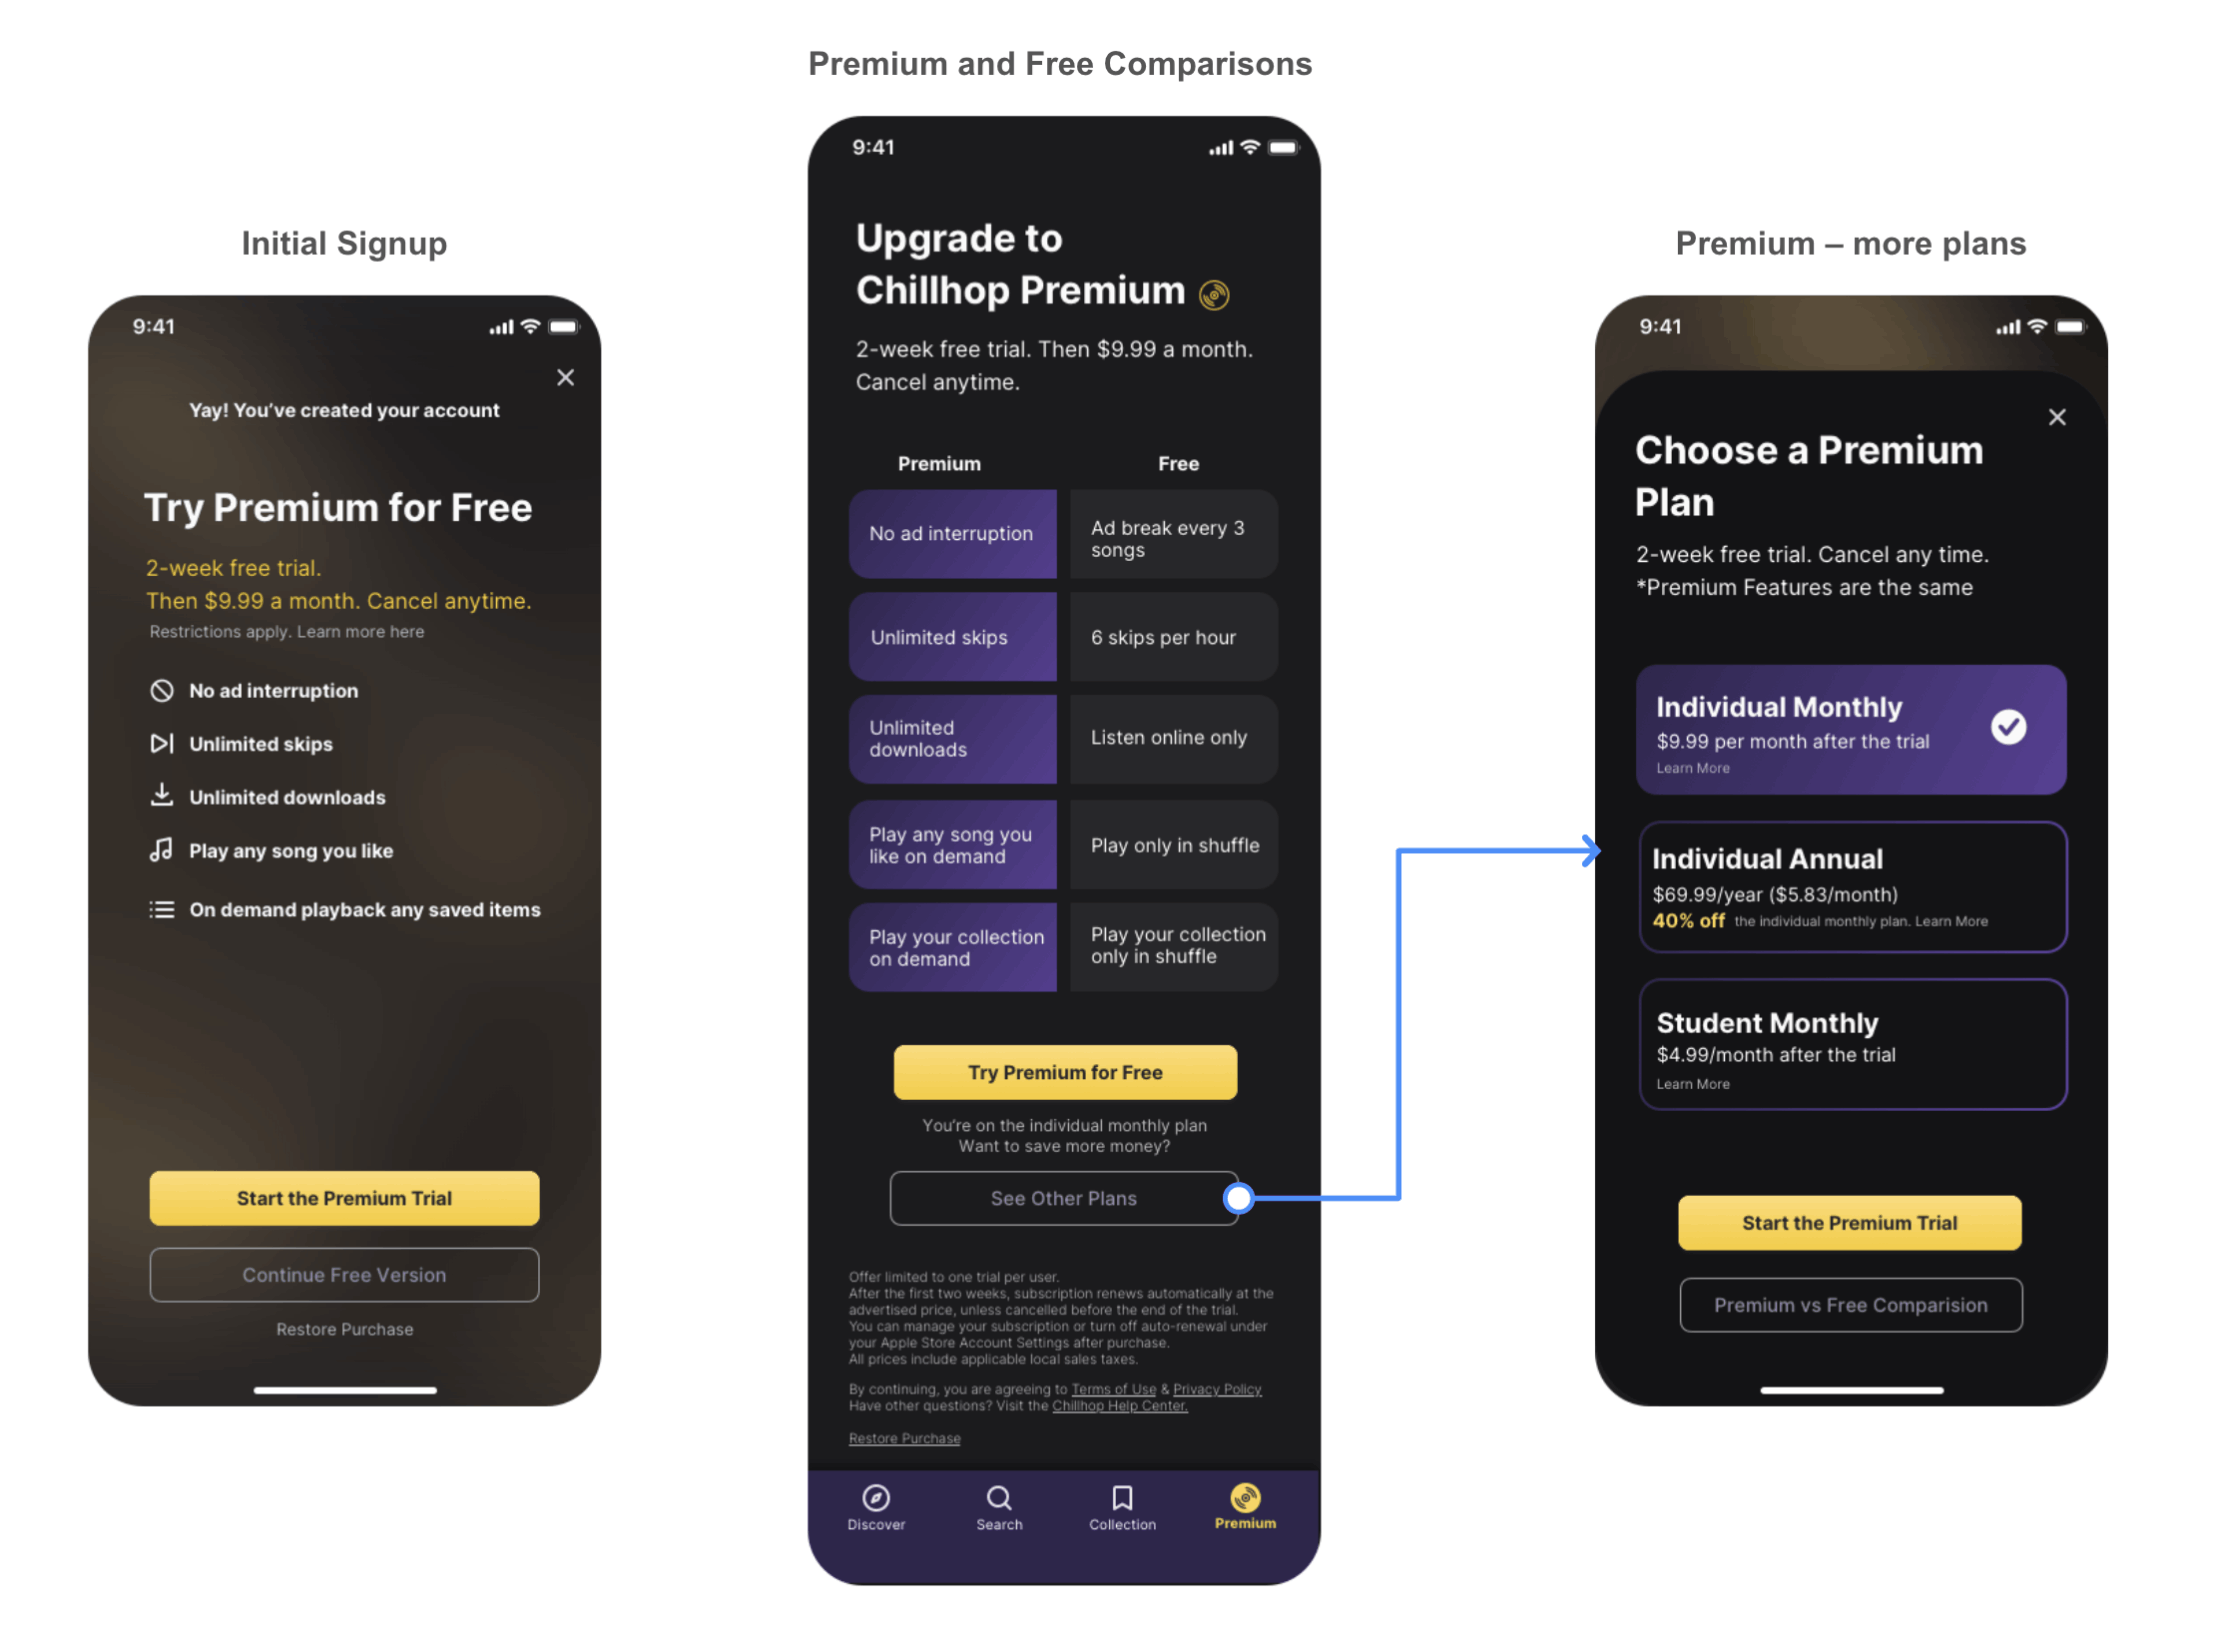 Premium and Free Comparisons
Initial Signup
Premium – more plans
9:41
Yay! You've created your account
Try Premium for Free
2-week free trial.
Then $9.99 a month. Cancel anytime.
Restrictions apply. Learn more here
No ad interruption
Unlimited skips
Unlimited downloads
Play any song you like
On demand playback any saved items
Start the Premium Trial
Continue Free Version
Restore Purchase
9:41
Upgrade to
Chillhop Premium
2-week free trial. Then $9.99 a month.
Cancel anytime.
Premium
Free
No ad interruption
Ad break every 3
songs
Unlimited skips
6 skips per hour
Unlimited
downloads
Listen online only
Play any song you
like on demand
Play only in shuffle
Play your collection
on demand
Play your collection
only in shuffle
Try Premium for Free
You're on the individual monthly plan
Want to save more money?
See Other Plans
Offer limited to one trial per user.
After the first two weeks, subscription renews automatically at the
advertised price, unless cancelled before the end of the trial.
You can manage your subscription or turn off auto-renewal under
your Apple Store Account Settings after purchase.
All prices include applicable local sales taxes.
By continuing, you are agreeing to Terms of Use & Privacy Policy
Have other questions? Visit the Chillhop Help Center.
Restore Purchase
Discover
Search
Collection
Premium
9:41
Choose a Premium
Plan
2-week free trial. Cancel any time.
*Premium Features are the same
Individual Monthly
$9.99 per month after the trial
Learn More
Individual Annual
$69.99/year ($5.83/month)
40% off the individual monthly plan. Learn More
Student Monthly
$4.99/month after the trial
Learn More
Start the Premium Trial
Premium vs Free Comparision